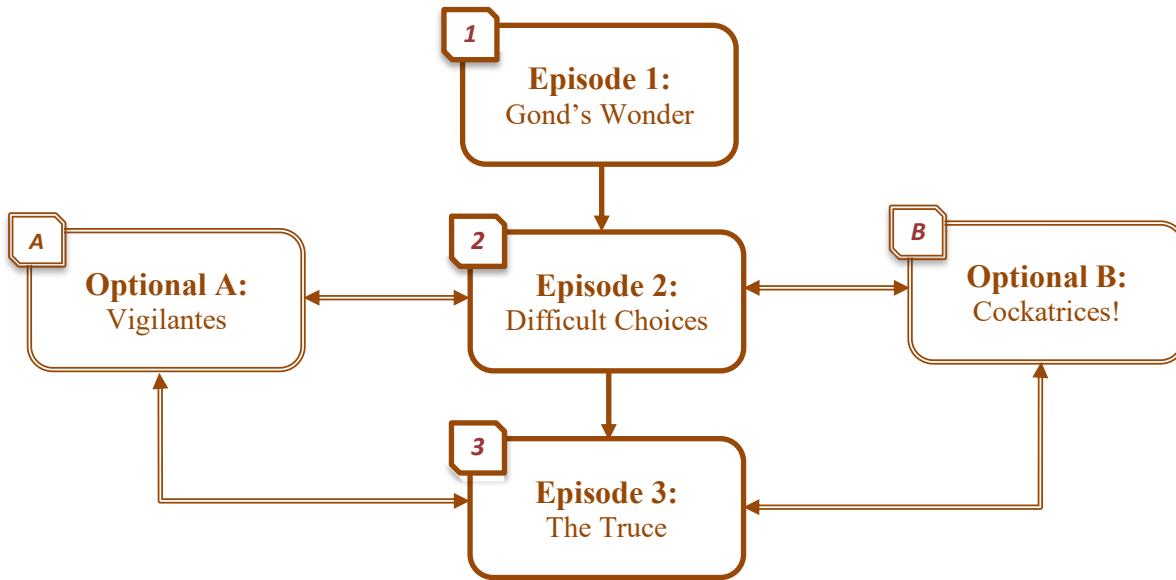 1
Episode 1:
Gond’s Wonder
A
Optional A:
Vigilantes
2
Episode 2:
Difficult Choices
B
Optional B:
Cockatrices!
3
Episode 3:
The Truce